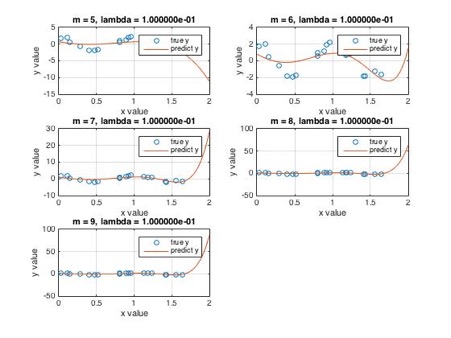 m = 5, lambda = 1.000000e-01
5
0
-5
-10
-15
y value
true y
predict y
0 0.5 1 1.5 2
x value
m = 6, lambda = 1.000000e-01
4
2
0
-2
-4
y value
true y
predict y
0 0.5 1 1.5 2
x value
m = 7, lambda = 1.000000e-01
30
20
10
0
-10
y value
true y
predict y
0 0.5 1 1.5 2
x value
m = 8, lambda = 1.000000e-01
100
50
0
-50
y value
true y
predict y
0 0.5 1 1.5 2
x value
m = 9, lambda = 1.000000e-01
100
50
0
-50
y value
true y
predict y
0 0.5 1 1.5 2
x value